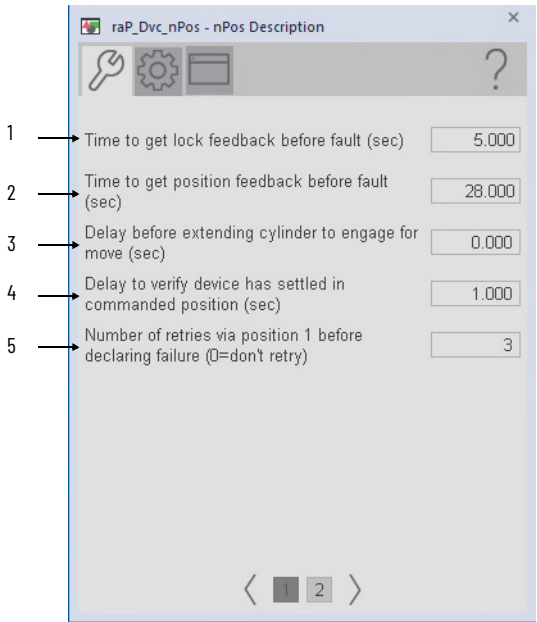 raP_Dvc_nPos - nPos Description
1
Time to get lock feedback before fault (sec)
5.000
2
Time to get position feedback before fault
(sec)
28.000
3
Delay before extending cylinder to engage for
move (sec)
0.000
4
Delay to verify device has settled in
commanded position (sec)
1.000
5
Number of retries via position 1 before
declaring failure (0=don't retry)
3
1 2